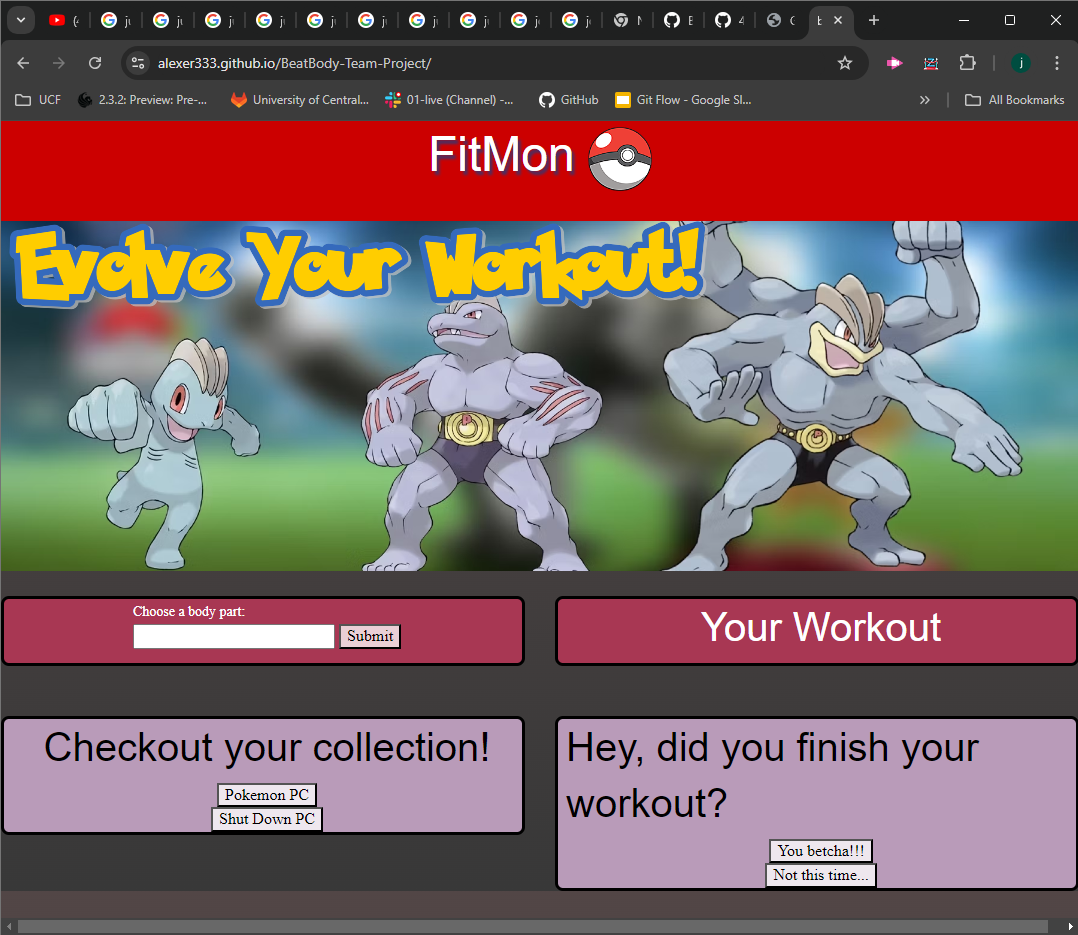 alexer333.github.io/BeatBody-Team-Project/
UCF
2.3.2: Preview: Pre-...
University of Central...
01-live (Channel) -...
GitHub
Git Flow - Google Sl...
All Bookmarks
FitMon
Evolve Your Workout!
Choose a body part:
Submit
Your Workout
Checkout your collection!
Pokemon PC
Shut Down PC
Hey, did you finish your
workout?
You betcha!!!
Not this time...